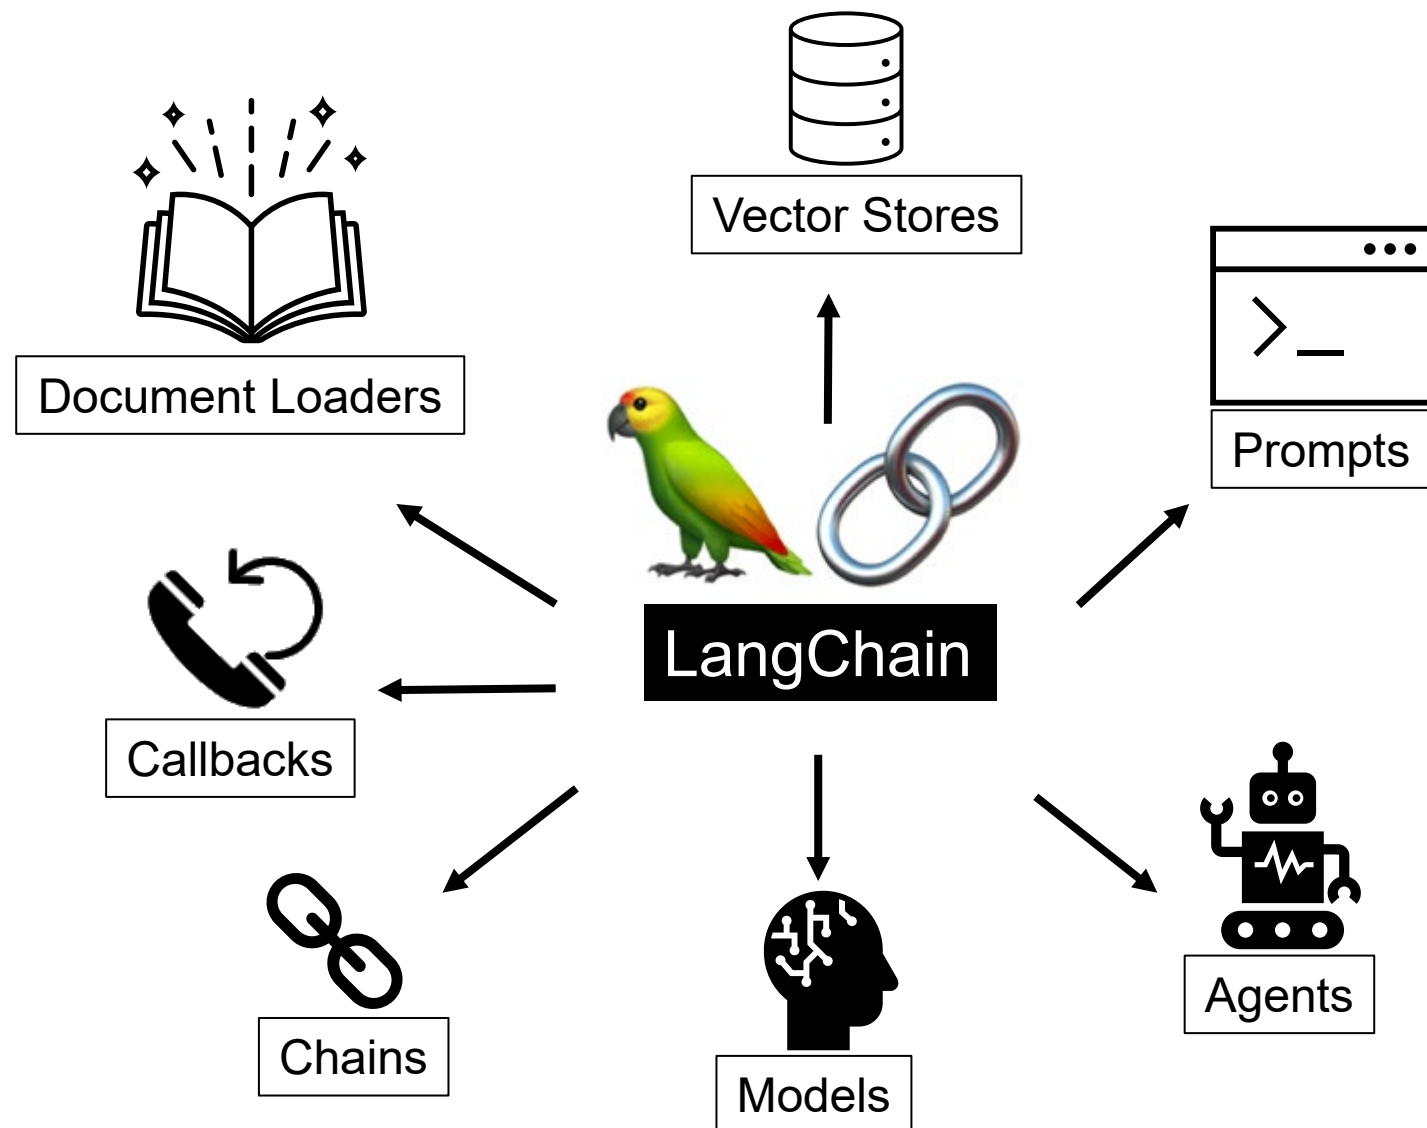 Vector Stores
Document Loaders
Prompts
LangChain
Callbacks
Agents
Chains
Models